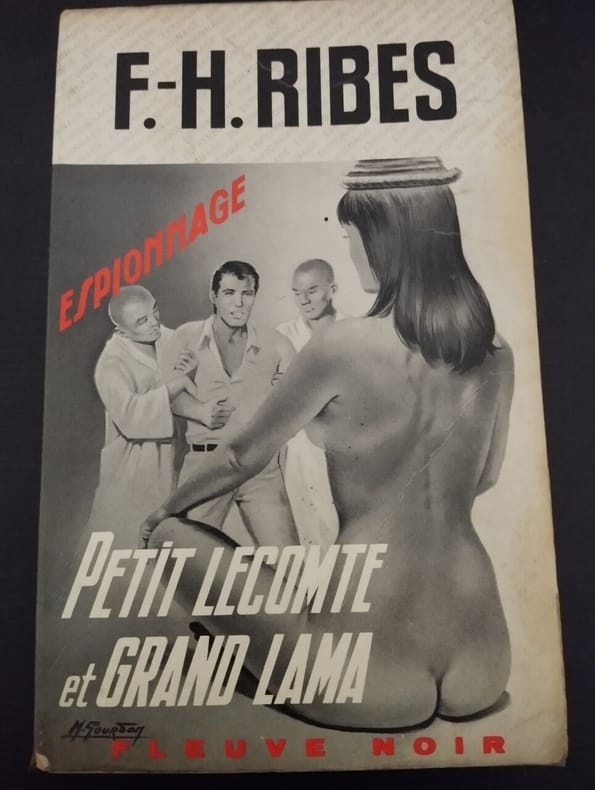 F.-H. RIBES
ESPIONNAGE
PETIT LECOMTE
et GRAND LAMA
M. Gourdon
FLEUVE NOIR